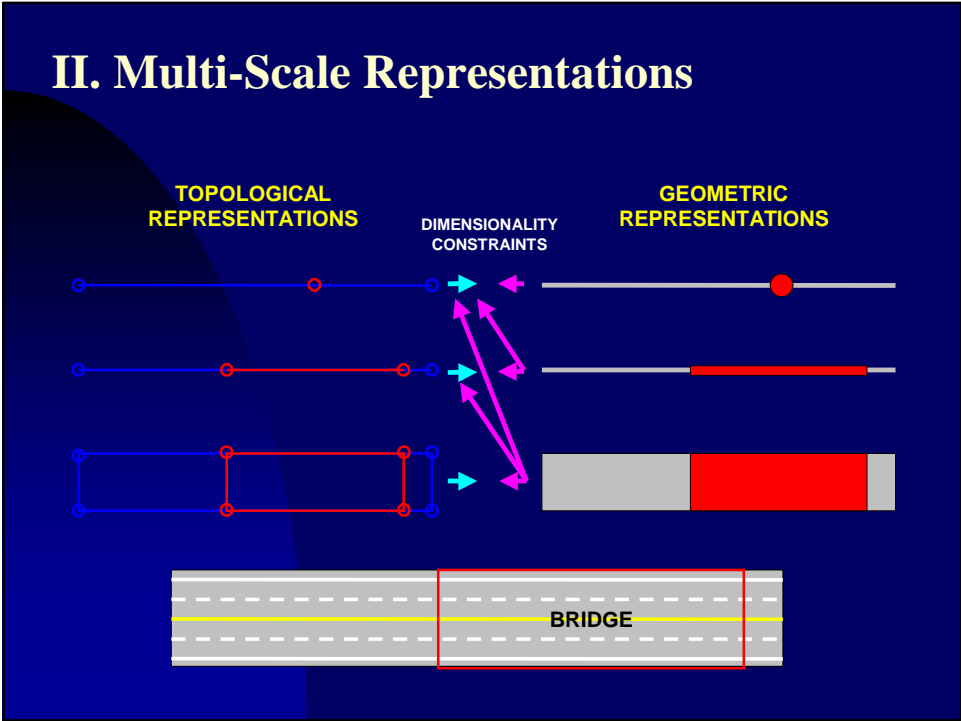 II. Multi-Scale Representations
TOPOLOGICAL
REPRESENTATIONS
DIMENSIONALITY
CONSTRAINTS
GEOMETRIC
REPRESENTATIONS
BRIDGE